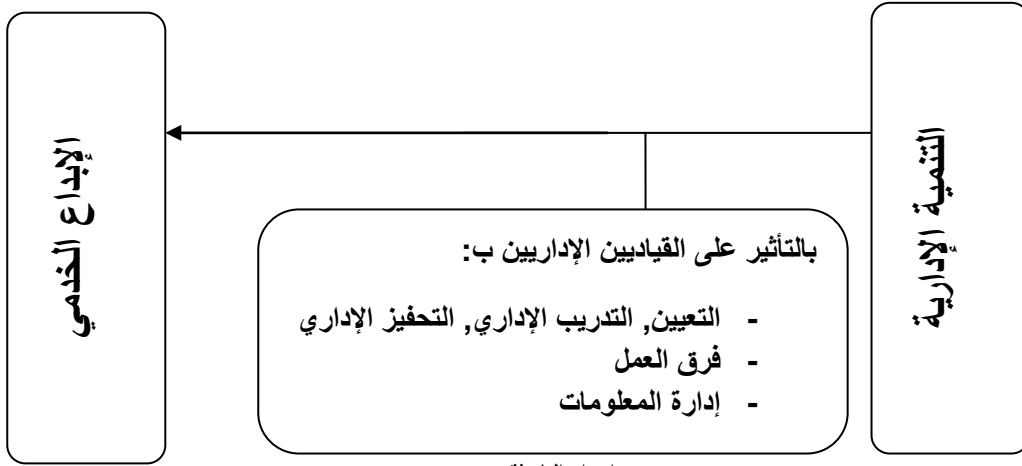 التنمية الإدارية
الإبداع الخدمي
بالتأثير على القياديين الإداريين ب:
- التعيين, التدريب الإداري, التحفيز الإداري
- فرق العمل
- إدارة المعلومات